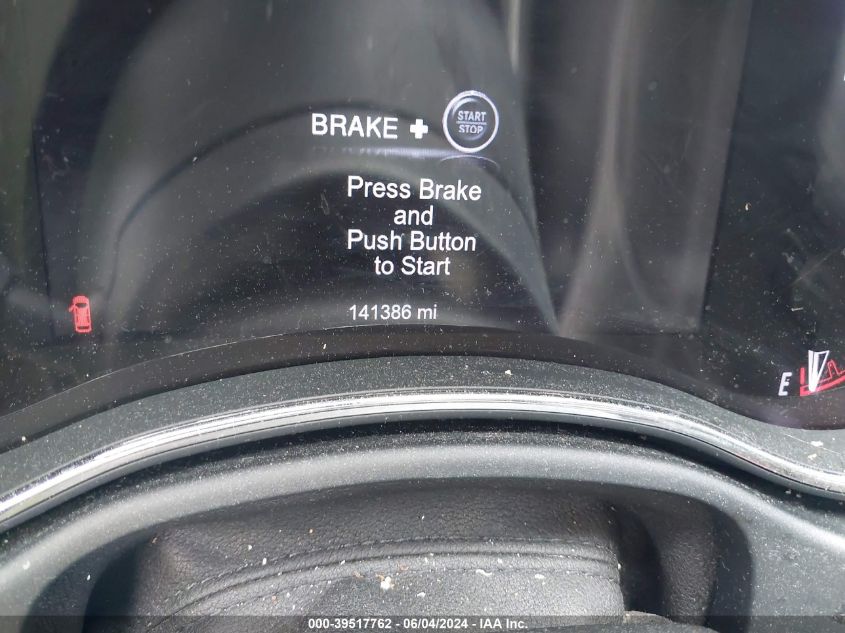 BRAKE + START
STOP
Press Brake
and
Push Button
to Start
141386 mi
E
000-39517762 - 06/04/2024 - IAA Inc.